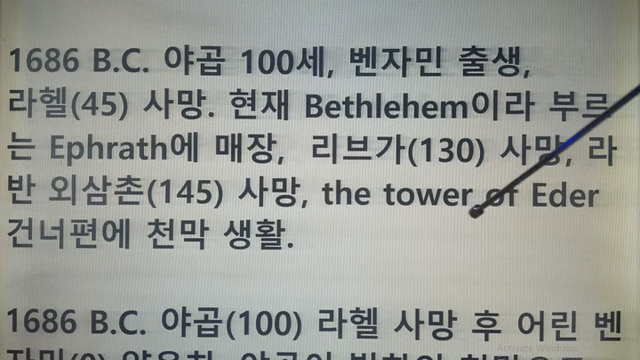 1686 B.C. 야곱 100세, 벤자민 출생,
라헬(45) 사망. 현재 Bethlehem이라 부르
는 Ephrath에 매장, 리브가(130) 사망, 라
반 외삼촌(145) 사망, the tower of Eder
건너편에 천막 생활.
1686 B.C. 야곱(100) 라헬 사망 후 어린 벤
Activate Windows